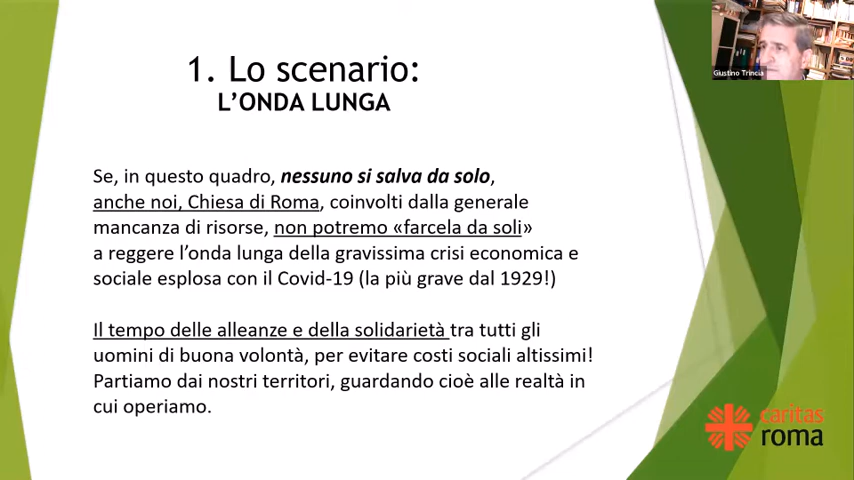 1. Lo scenario:
L'ONDA LUNGA
Giustino Trincia
Se, in questo quadro, nessuno si salva da solo,
anche noi, Chiesa di Roma, coinvolti dalla generale
mancanza di risorse, non potremo «farcela da soli»
a reggere l'onda lunga della gravissima crisi economica e
sociale esplosa con il Covid-19 (la più grave dal 1929!)
Il tempo delle alleanze e della solidarietà tra tutti gli
uomini di buona volontà, per evitare costi sociali altissimi!
Partiamo dai nostri territori, guardando cioè alle realtà in
cui operiamo.
caritas
roma